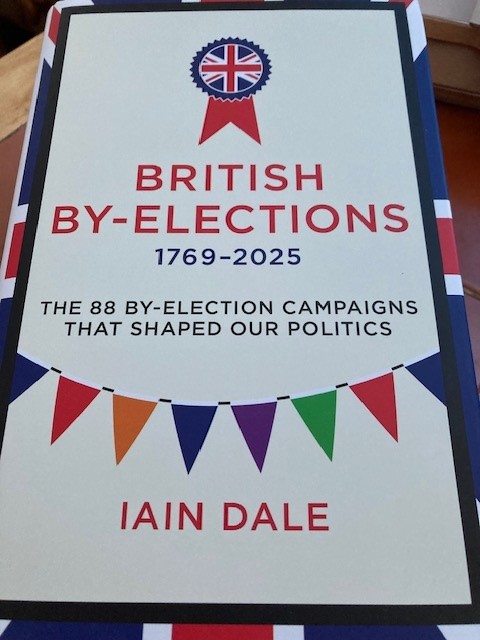 BRITISH
BY-ELECTIONS
1769–2025
THE 88 BY-ELECTION CAMPAIGNS
THAT SHAPED OUR POLITICS
IAIN DALE